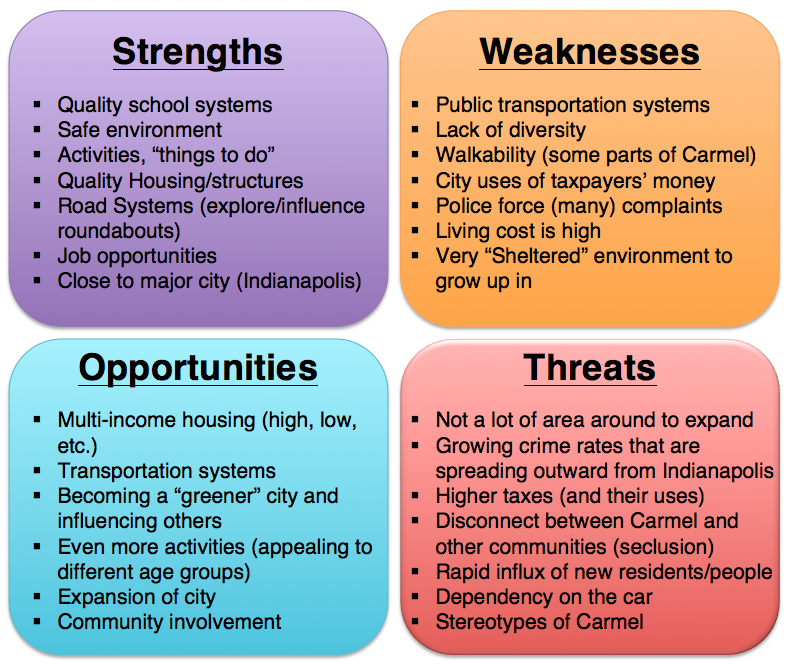 Strengths
▪ Quality school systems
▪ Safe environment
▪ Activities, “things to do”
▪ Quality Housing/structures
▪ Road Systems (explore/influence
roundabouts)
▪ Job opportunities
▪ Close to major city (Indianapolis)
Weaknesses
▪ Public transportation systems
▪ Lack of diversity
▪ Walkability (some parts of Carmel)
▪ City uses of taxpayers’ money
▪ Police force (many) complaints
▪ Living cost is high
▪ Very “Sheltered” environment to
grow up in
Opportunities
▪ Multi-income housing (high, low,
etc.)
▪ Transportation systems
▪ Becoming a “greener” city and
influencing others
▪ Even more activities (appealing to
different age groups)
▪ Expansion of city
▪ Community involvement
Threats
▪ Not a lot of area around to expand
▪ Growing crime rates that are
spreading outward from Indianapolis
▪ Higher taxes (and their uses)
▪ Disconnect between Carmel and
other communities (seclusion)
▪ Rapid influx of new residents/people
▪ Dependency on the car
▪ Stereotypes of Carmel